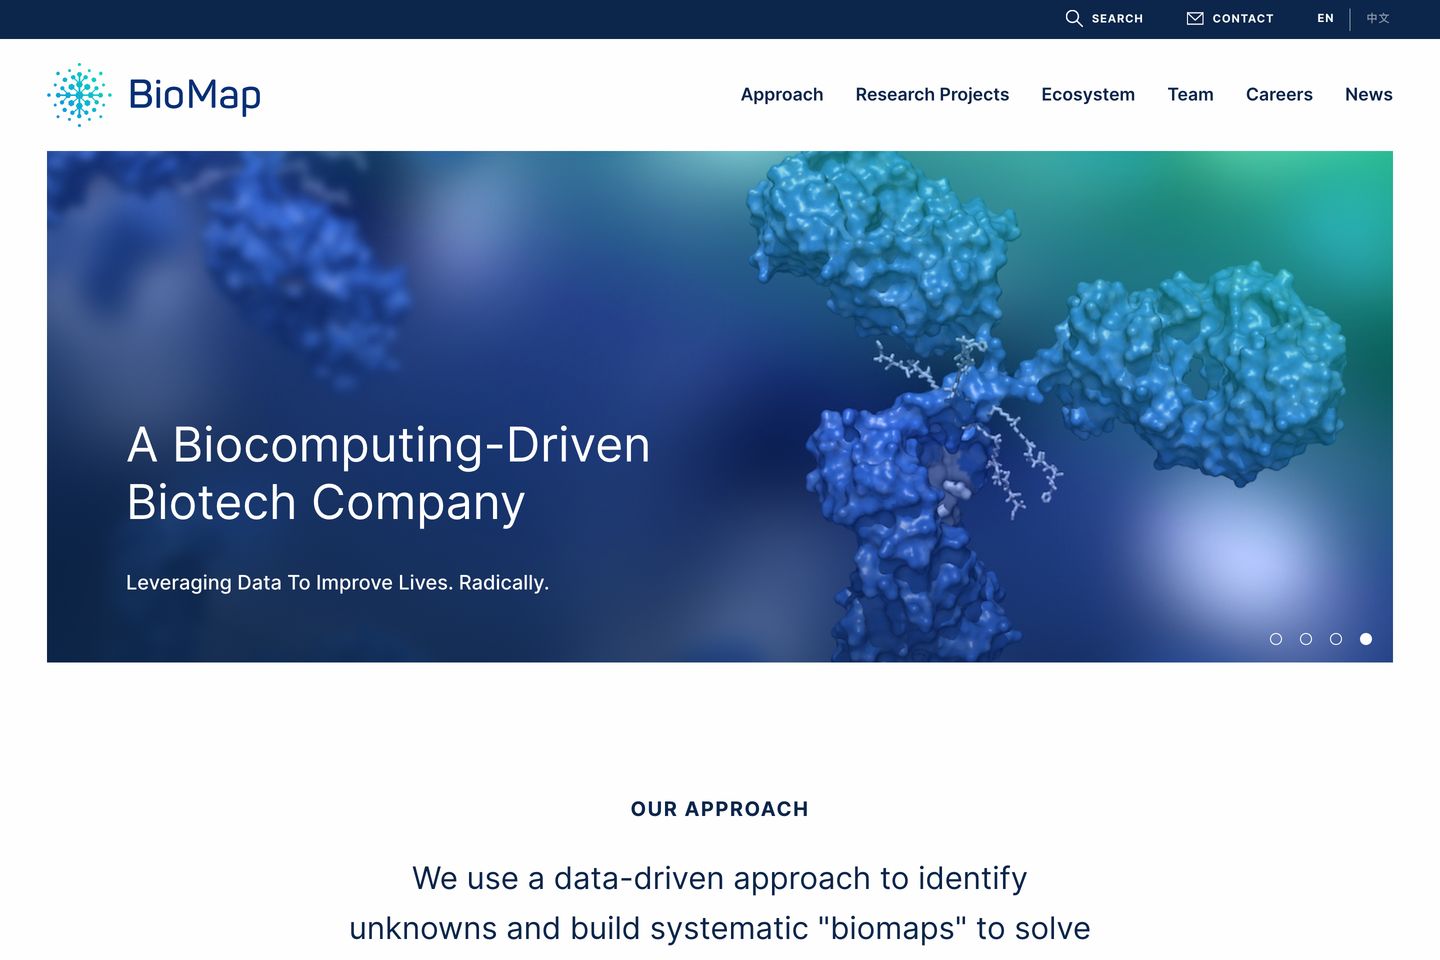 SEARCH
CONTACT
EN
中文
BioMap
Approach
Research Projects
Ecosystem
Team
Careers
News
A Biocomputing-Driven
Biotech Company
Leveraging Data To Improve Lives. Radically.
OUR APPROACH
We use a data-driven approach to identify
unknowns and build systematic "biomaps" to solve